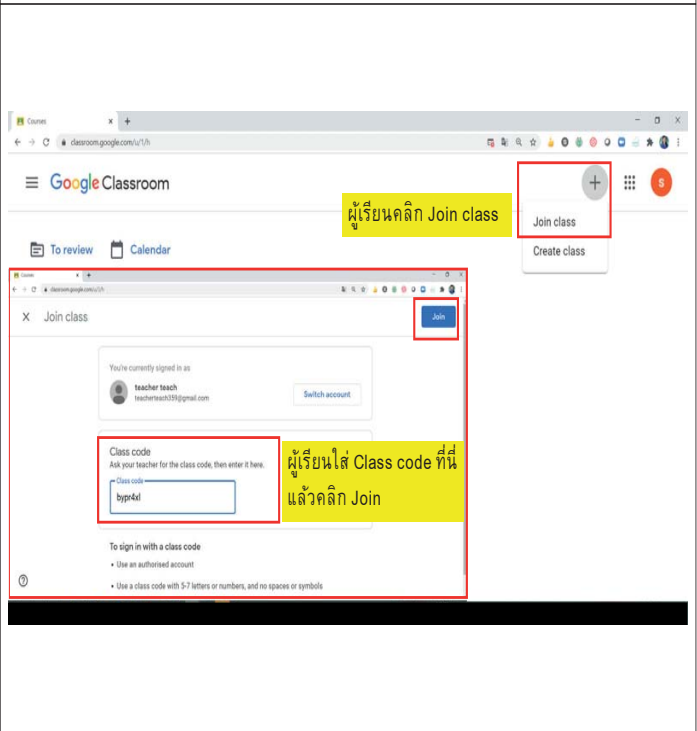 Courses
classroom.google.com/u/1/h
Google Classroom
S
ผู้เรียนคลิก Join class
Join class
Create class
To review
Calendar
Courses
classroom.google.com/u/1/h
Join class
Join
You're currently signed in as
teacher teach
teacherteach359@gmail.com
Switch account
Class code
Ask your teacher for the class code, then enter it here.
Class code
bypr4xl
ผู้เรียนใส่ Class code ที่นี่
แล้วคลิก Join
To sign in with a class code
• Use an authorised account
• Use a class code with 5-7 letters or numbers, and no spaces or symbols